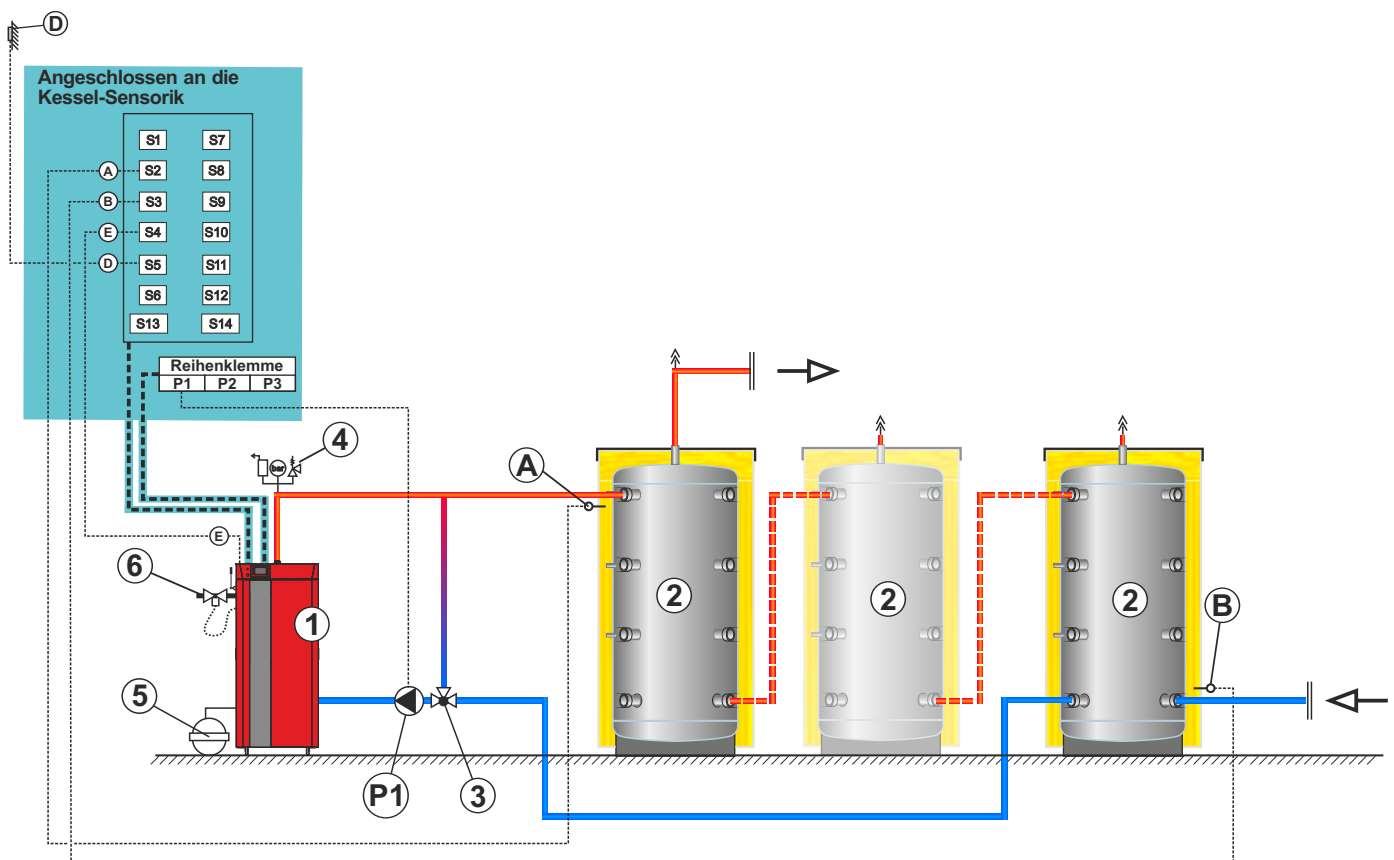 D
Angeschlossen an die
Kessel-Sensorik
S1 S7
A S2 S8
B S3 S9
E S4 S10
D S5 S11
S6 S12
S13 S14
Reihenklemme
P1 P2 P3
4
bar
A
E
6
1
2
2
2
B
5
P1
3